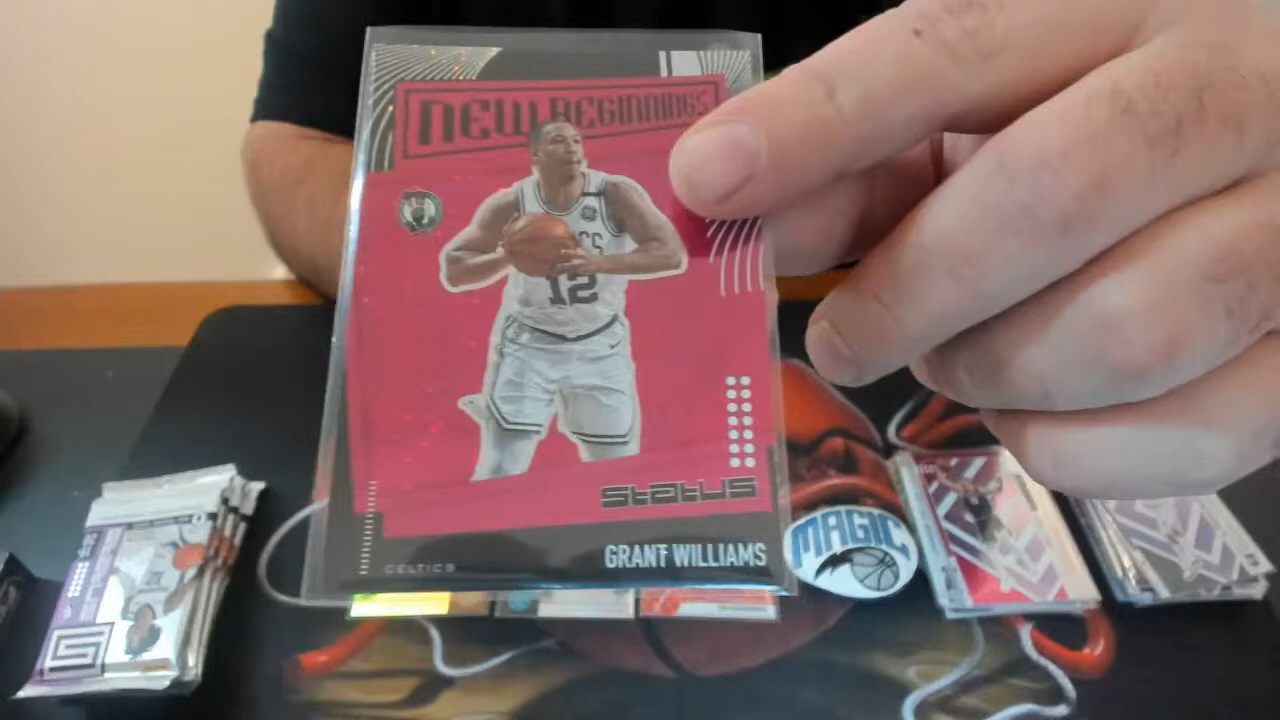 NEW BEGINNINGS
12
STATUS
GRANT WILLIAMS
CELTICS
MAGIC